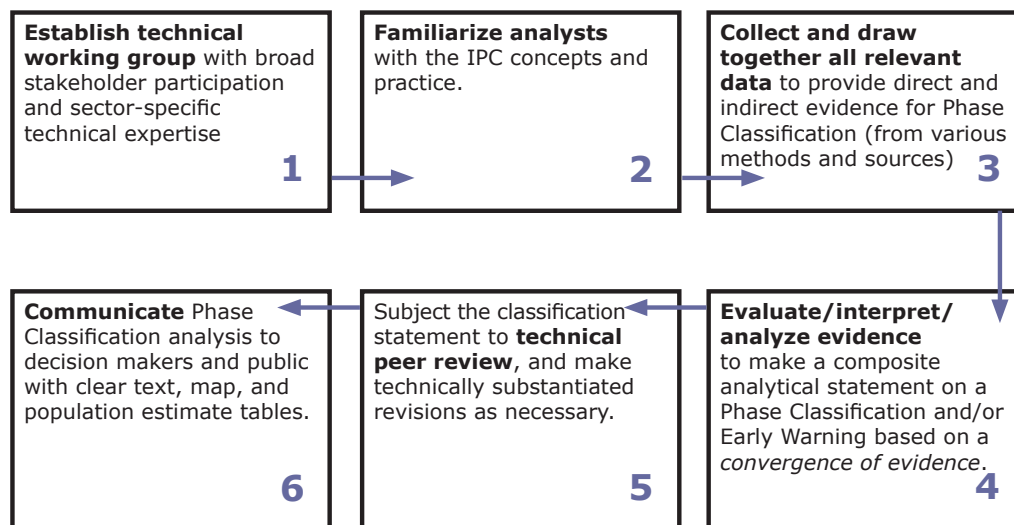 Establish technical
working group with broad
stakeholder participation
and sector-specific
technical expertise
1
Familiarize analysts
with the IPC concepts and
practice.
2
Collect and draw
together all relevant
data to provide direct and
indirect evidence for Phase
Classification (from various
methods and sources)
3
Evaluate/interpret/
analyze evidence
to make a composite
analytical statement on a
Phase Classification and/or
Early Warning based on a
convergence of evidence.
4
Subject the classification
statement to technical
peer review, and make
technically substantiated
revisions as necessary.
5
Communicate Phase
Classification analysis to
decision makers and public
with clear text, map, and
population estimate tables.
6